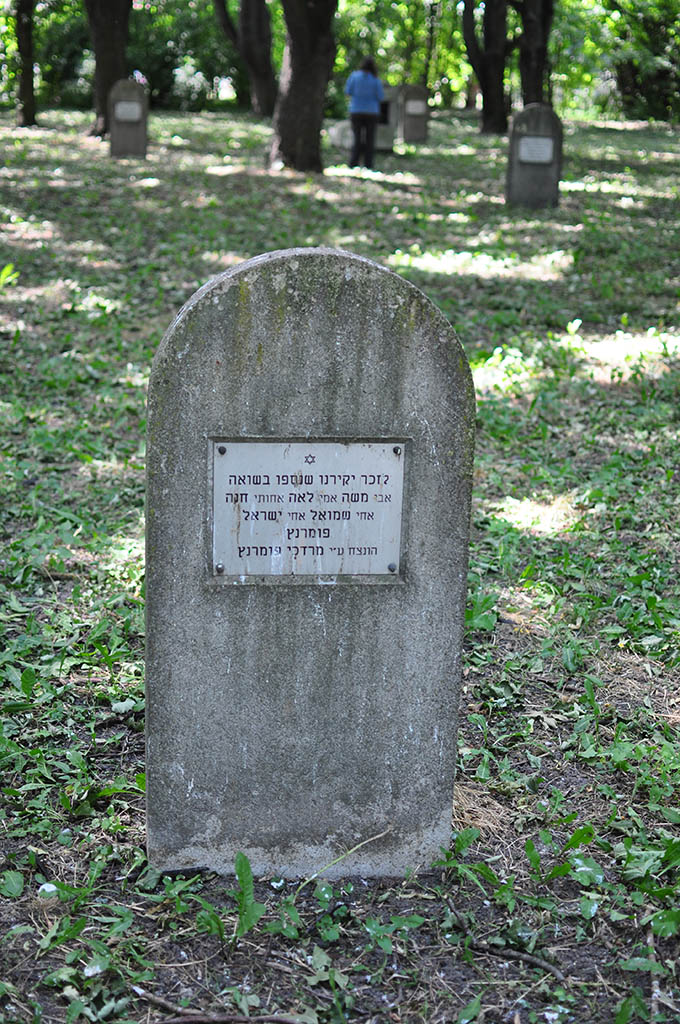 לזכר יקירנו שנספו בשואה
אבי משה אמי לאה אחותי חנה
אחי שמואל אחי ישראל
פומרנץ
הונצח ע״י מרדכי פומרנץ